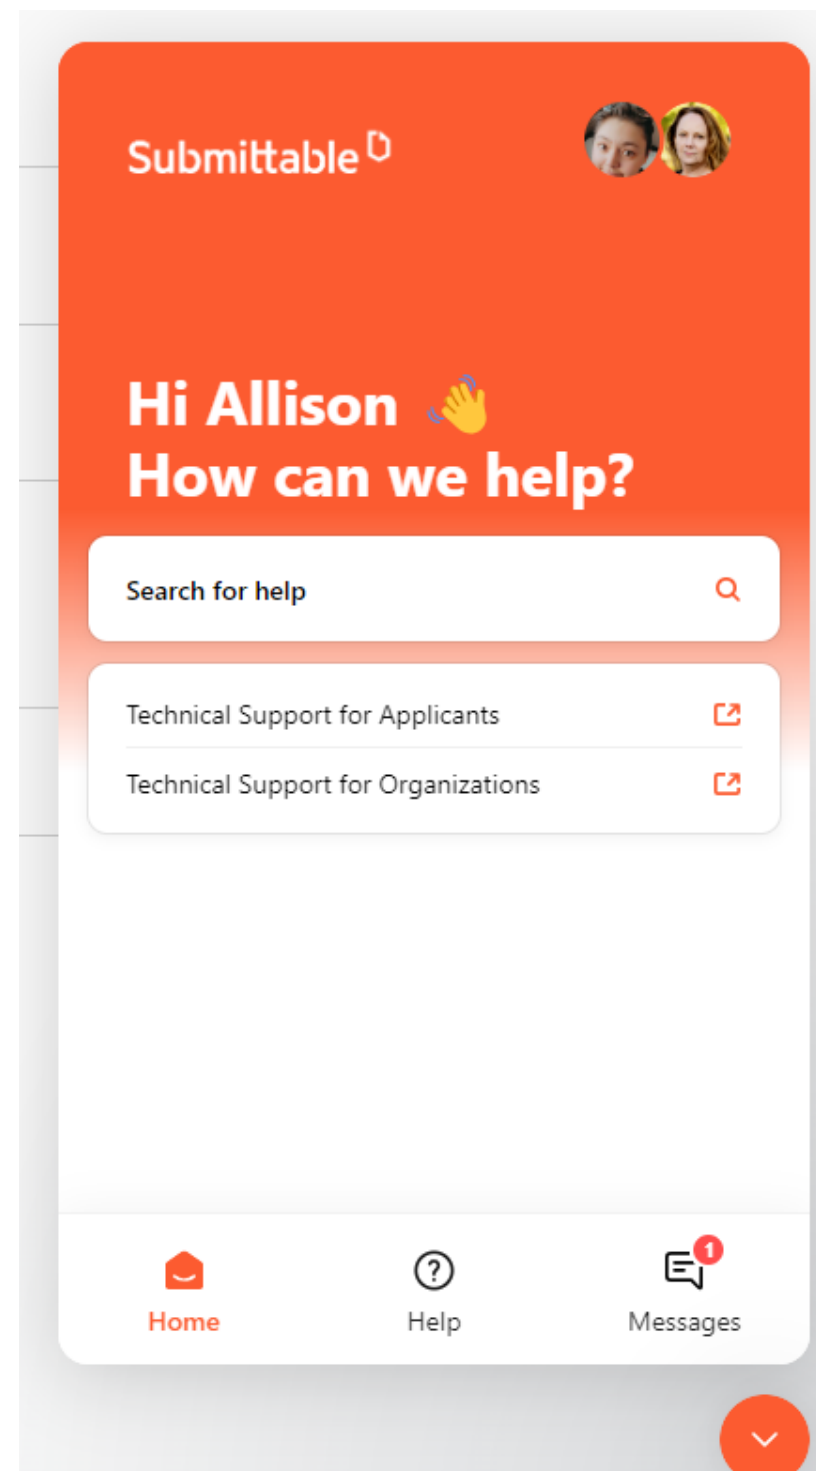 Submittable
Hi Allison 👋
How can we help?
Search for help
Technical Support for Applicants
Technical Support for Organizations
1
Home
Help
Messages